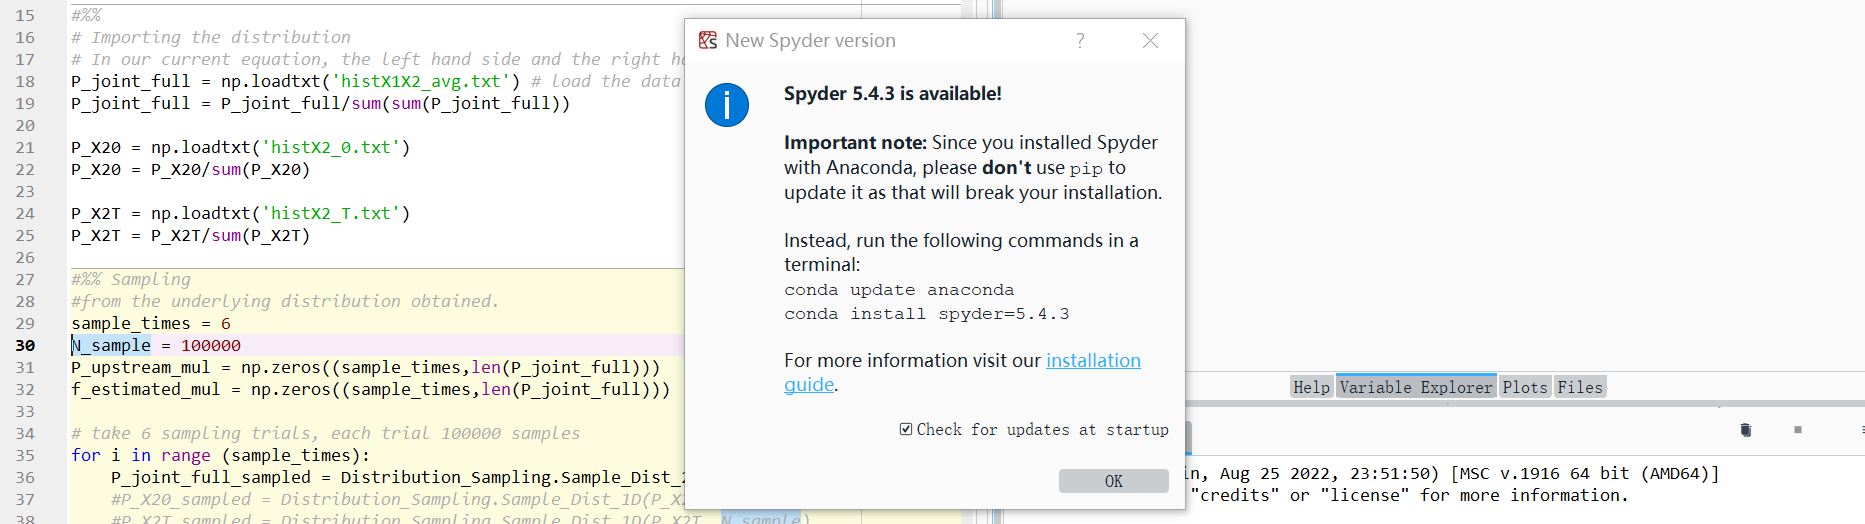 15 #%%
16 # Importing the distribution
17 # In our current equation, the left hand side and the right
18 P_joint_full = np.loadtxt('histX1X2_avg.txt') # load the data
19 P_joint_full = P_joint_full/sum(sum(P_joint_full))
20
21 P_X20 = np.loadtxt('histX2_0.txt')
22 P_X20 = P_X20/sum(P_X20)
23
24 P_X2T = np.loadtxt('histX2_T.txt')
25 P_X2T = P_X2T/sum(P_X2T)
26
27 #%% Sampling
28 #from the underlying distribution obtained.
29 sample_times = 6
30 N_sample = 100000
31 P_upstream_mul = np.zeros((sample_times,len(P_joint_full)))
32 f_estimated_mul = np.zeros((sample_times,len(P_joint_full)))
33
34 # take 6 sampling trials, each trial 100000 samples
35 for i in range (sample_times):
36 P_joint_full_sampled = Distribution_Sampling.Sample_Dist_2
37 #P_X20_sampled = Distribution_Sampling.Sample_Dist_1D(P_X
38 #P_X2T_sampled = Distribution_Sampling.Sample_Dist_1D(P_X2T, N_sample)
New Spyder version
?
Spyder 5.4.3 is available!
Important note: Since you installed Spyder
with Anaconda, please don't use pip to
update it as that will break your installation.
Instead, run the following commands in a
terminal:
conda update anaconda
conda install spyder=5.4.3
For more information visit our installation
guide.
Check for updates at startup
OK
Help Variable Explorer Plots Files
in, Aug 25 2022, 23:51:50) [MSC v.1916 64 bit (AMD64)]
"credits" or "license" for more information.